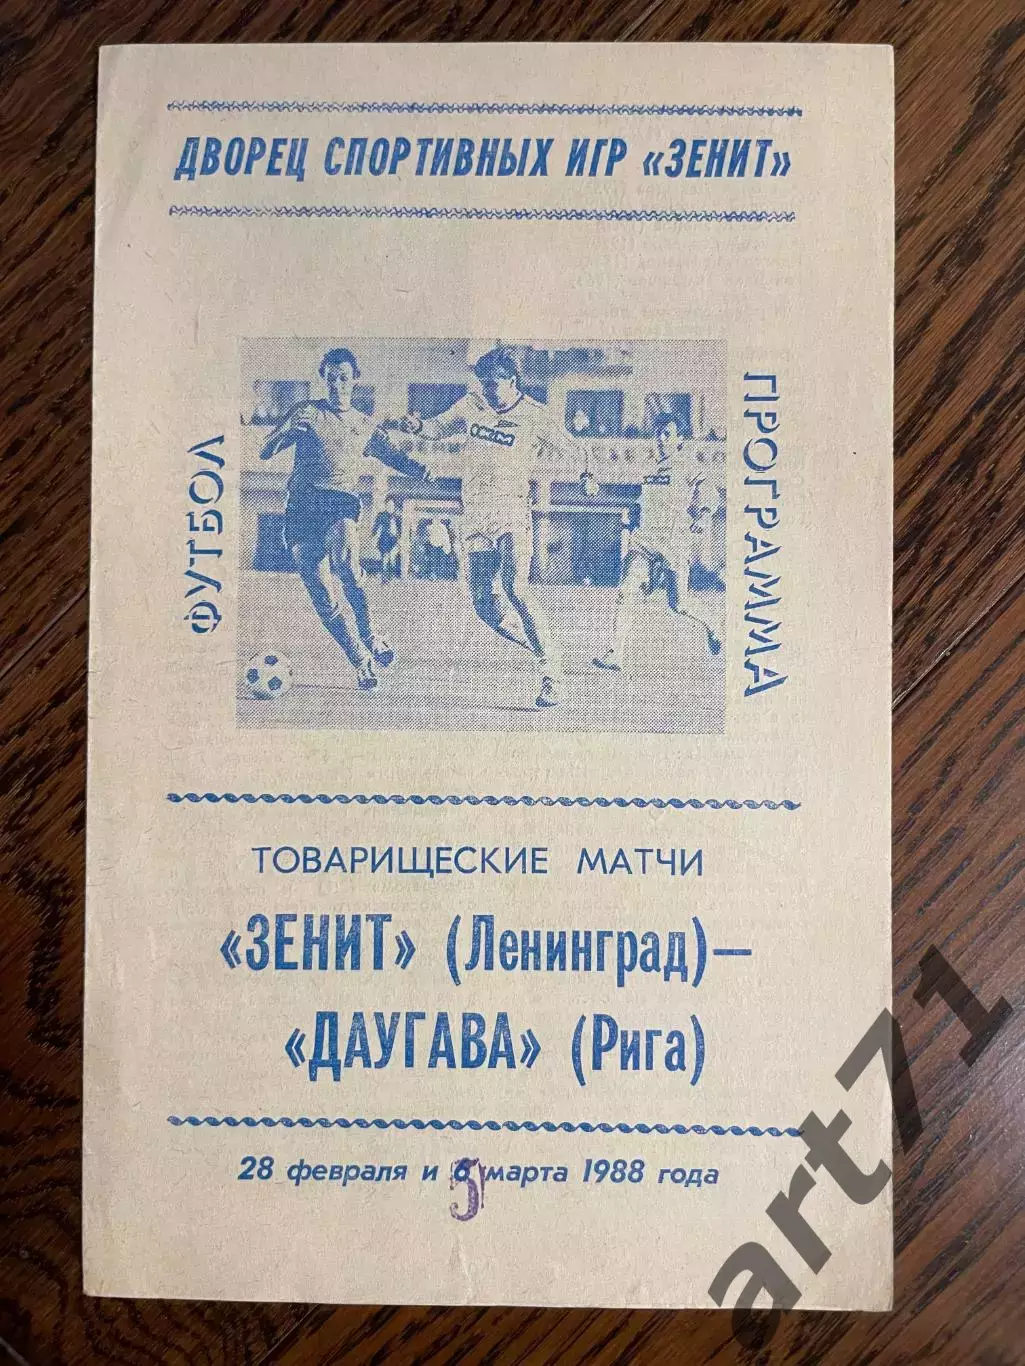 ДВОРЕЦ СПОРТИВНЫХ ИГР «ЗЕНИТ»
ФУТБОЛ
ПРОГРАММА
ТОВАРИЩЕСКИЕ МАТЧИ
«ЗЕНИТ» (Ленинград)—
«ДАУГАВА» (Рига)
28 февраля и 5 марта 1988 года
art71